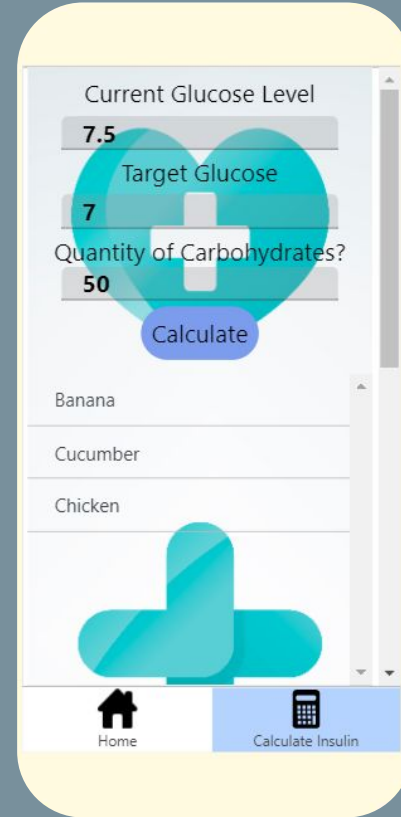 Current Glucose Level
7.5
Target Glucose
7
Quantity of Carbohydrates?
50
Calculate
Banana
Cucumber
Chicken
Home
Calculate Insulin